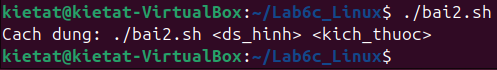 kietat@kietat-VirtualBox:~/Lab6c_Linux$ ./bai2.sh
Cach dung: ./bai2.sh <ds_hinh> <kich_thuoc>
kietat@kietat-VirtualBox:~/Lab6c_Linux$